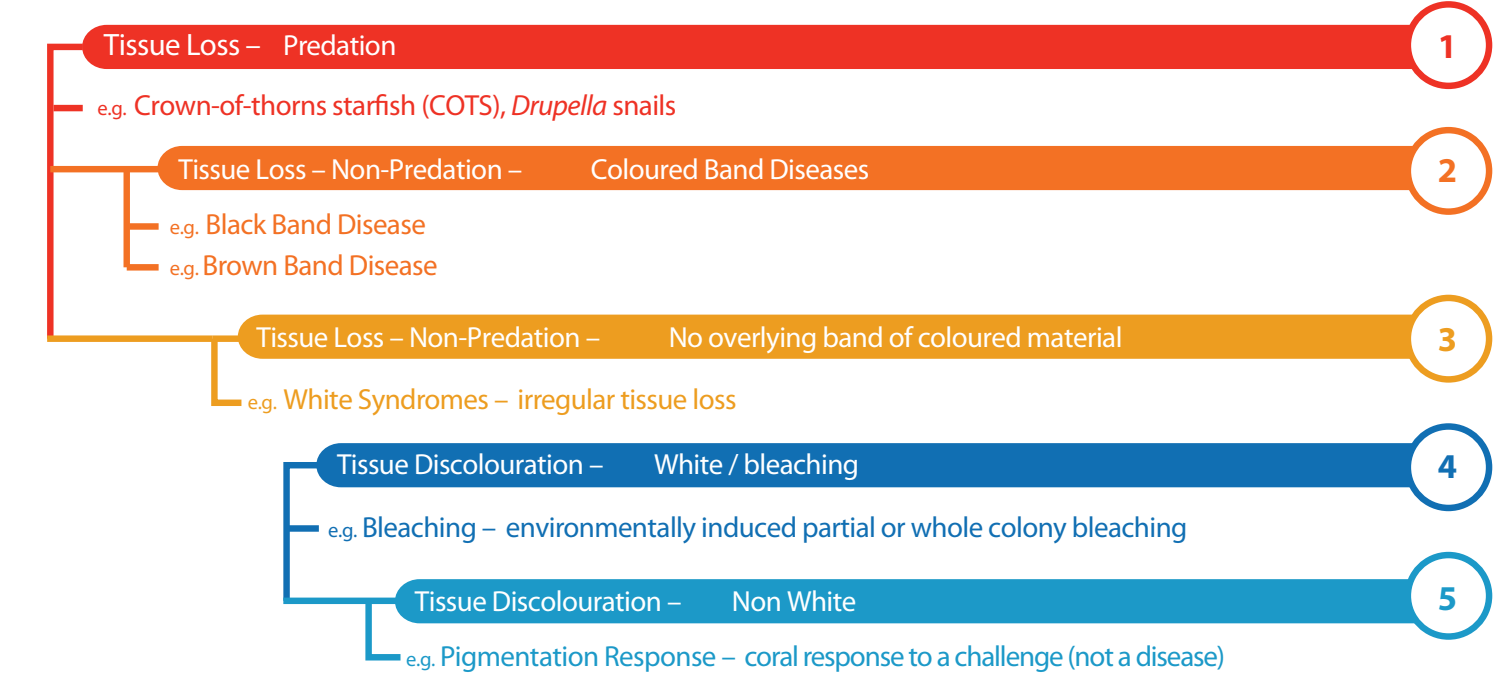 Tissue Loss – Predation 1
e.g. Crown-of-thorns starfish (COTS), Drupella snails
Tissue Loss – Non-Predation – Coloured Band Diseases 2
e.g. Black Band Disease
e.g. Brown Band Disease
Tissue Loss – Non-Predation – No overlying band of coloured material 3
e.g. White Syndromes – irregular tissue loss
Tissue Discolouration – White / bleaching 4
e.g. Bleaching – environmentally induced partial or whole colony bleaching
Tissue Discolouration – Non White 5
e.g. Pigmentation Response – coral response to a challenge (not a disease)